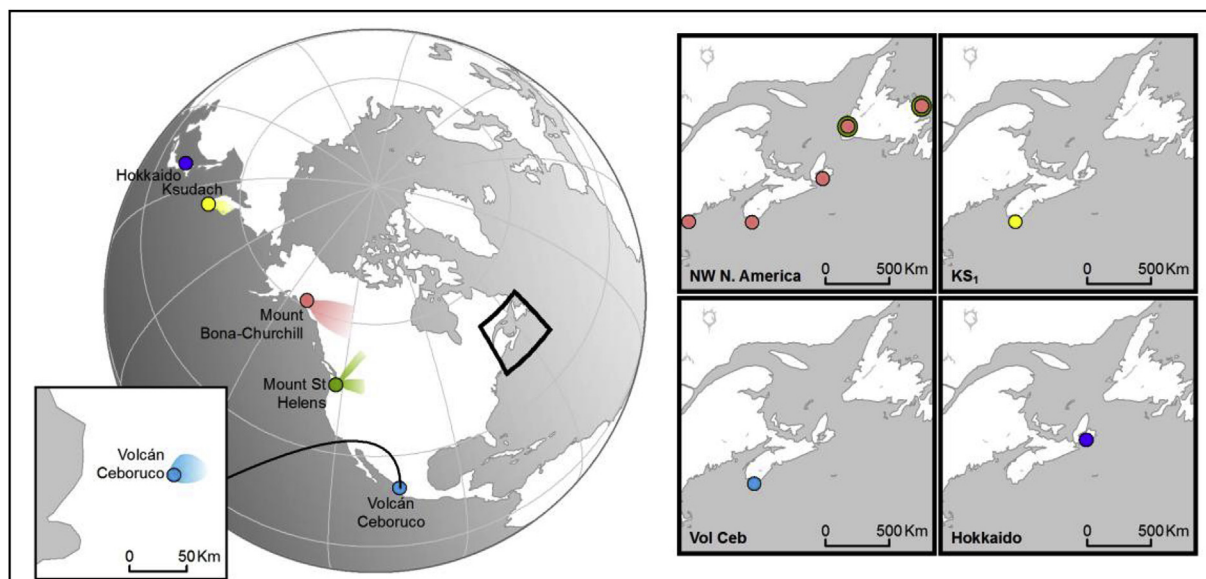 Hokkaido
Ksudach
Mount
Bona-Churchill
Mount St
Helens
Volcán
Ceboruco
Volcán
Ceboruco
0 50 Km
NW N. America
0 500 Km
KS₁
0 500 Km
Vol Ceb
0 500 Km
Hokkaido
0 500 Km